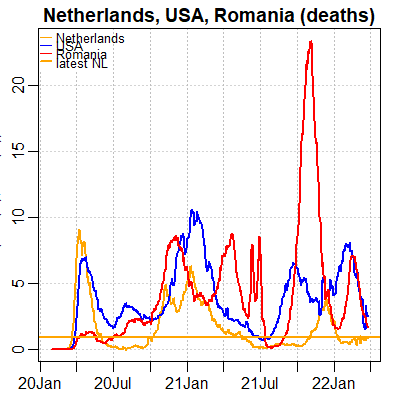 Netherlands, USA, Romania (deaths)
Netherlands
USA
Romania
latest NL
20
15
10
5
0
20Jan
20Jul
21Jan
21Jul
22Jan